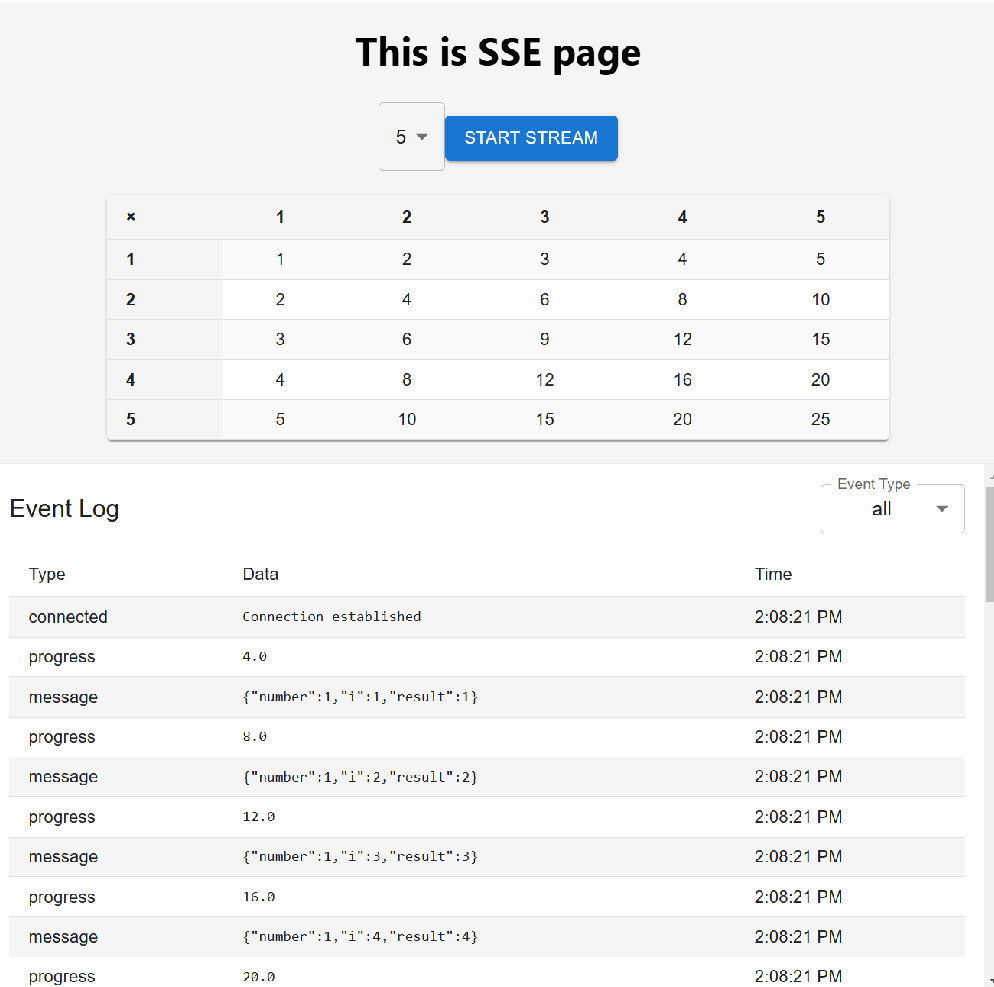 This is SSE page
5 START STREAM
× 1 2 3 4 5
1 1 2 3 4 5
2 2 4 6 8 10
3 3 6 9 12 15
4 4 8 12 16 20
5 5 10 15 20 25
Event Type
Event Log all
Type Data Time
connected Connection established 2:08:21 PM
progress 4.0 2:08:21 PM
message {"number":1,"i":1,"result":1} 2:08:21 PM
progress 8.0 2:08:21 PM
message {"number":1,"i":2,"result":2} 2:08:21 PM
progress 12.0 2:08:21 PM
message {"number":1,"i":3,"result":3} 2:08:21 PM
progress 16.0 2:08:21 PM
message {"number":1,"i":4,"result":4} 2:08:21 PM
progress 20.0 2:08:21 PM